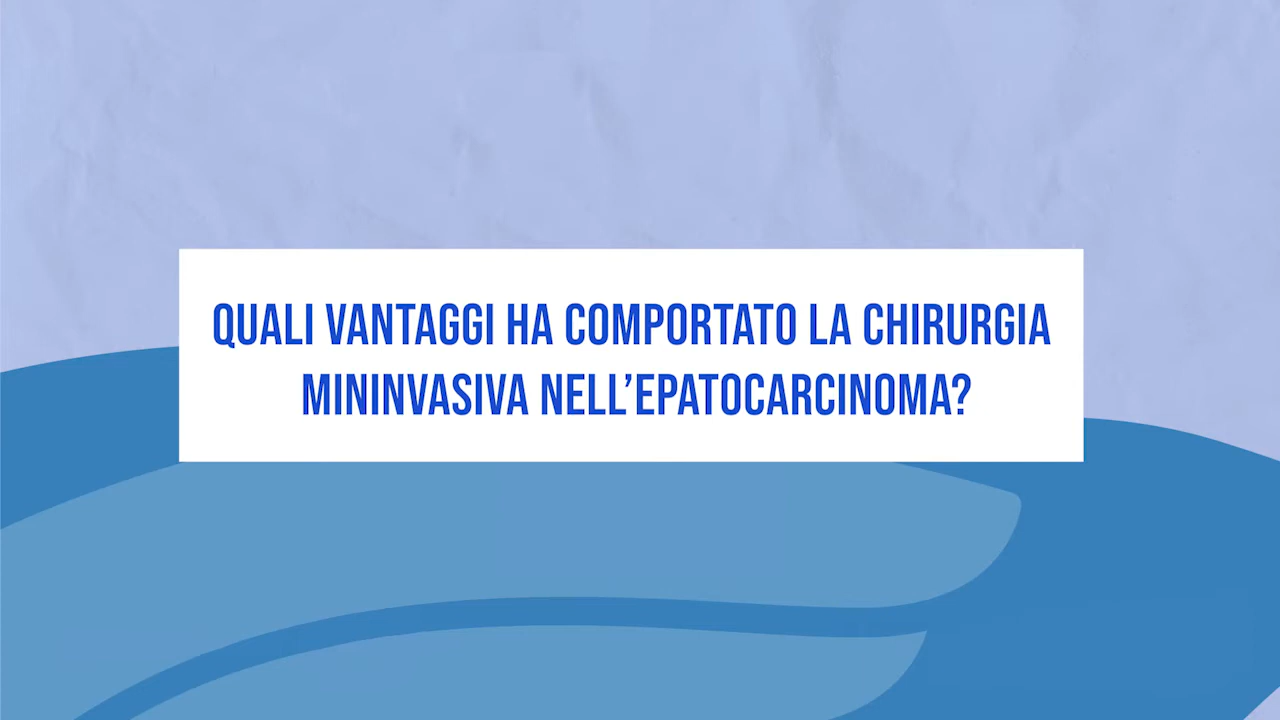 QUALI VANTAGGI HA COMPORTATO LA CHIRURGIA
MININVASIVA NELL’EPATOCARCINOMA?